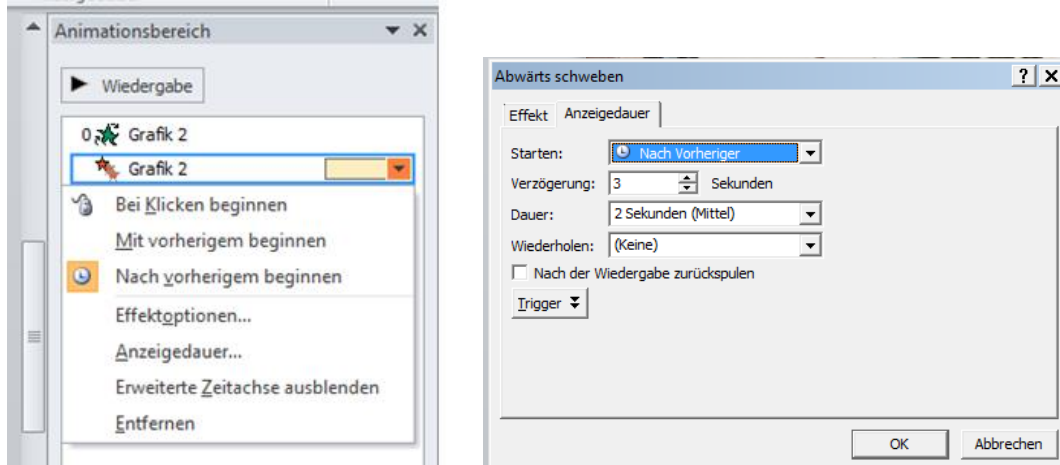 Animationsbereich
Wiedergabe
0 Grafik 2
Grafik 2
Bei Klicken beginnen
Mit vorherigem beginnen
Nach vorherigem beginnen
Effektoptionen...
Anzeigedauer...
Erweiterte Zeitachse ausblenden
Entfernen
Abwärts schweben
Effekt Anzeigedauer
Starten: Nach Vorheriger
Verzögerung: 3 Sekunden
Dauer: 2 Sekunden (Mittel)
Wiederholen: (Keine)
Nach der Wiedergabe zurückspulen
Trigger
OK Abbrechen